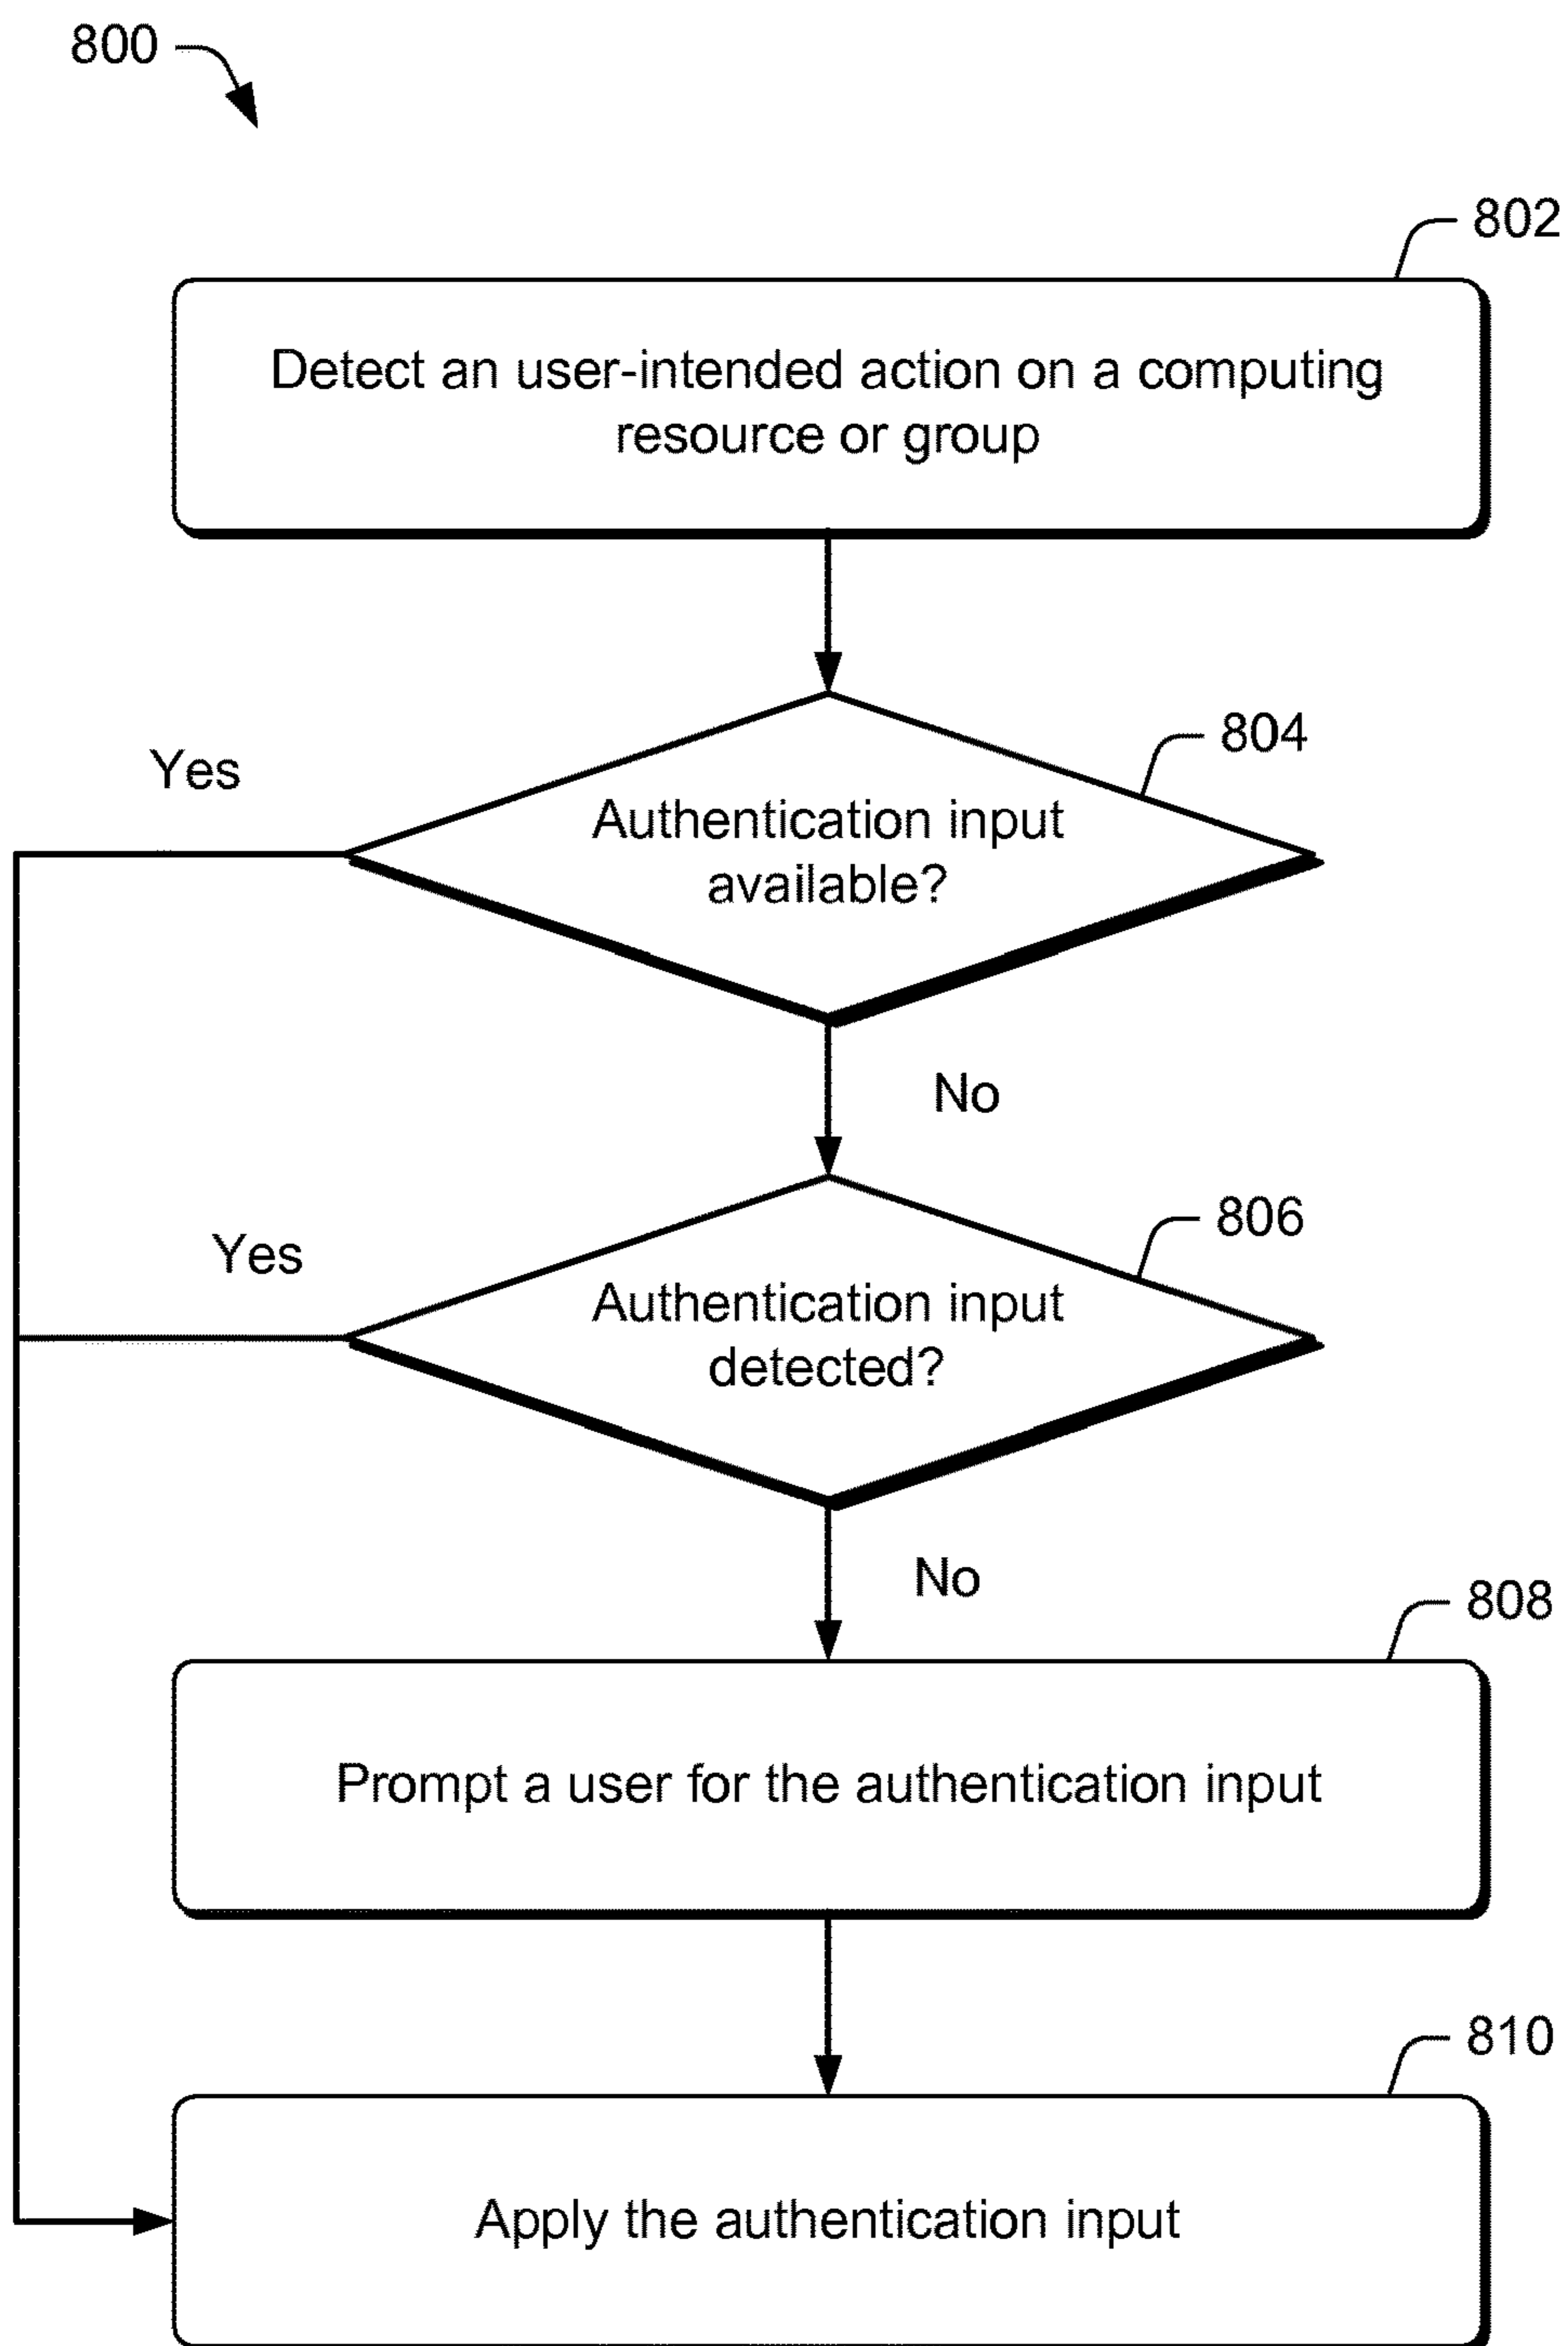 800
802
Detect an user-intended action on a computing
resource or group
804
Yes
Authentication input
available?
No
806
Yes
Authentication input
detected?
No
808
Prompt a user for the authentication input
810
Apply the authentication input